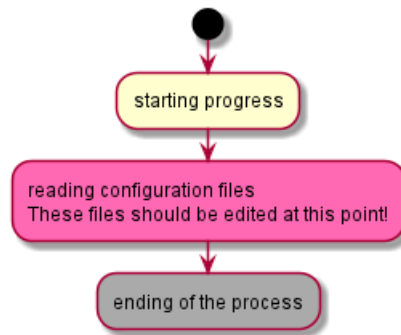 starting progress
reading configuration files
These files should be edited at this point!
ending of the process